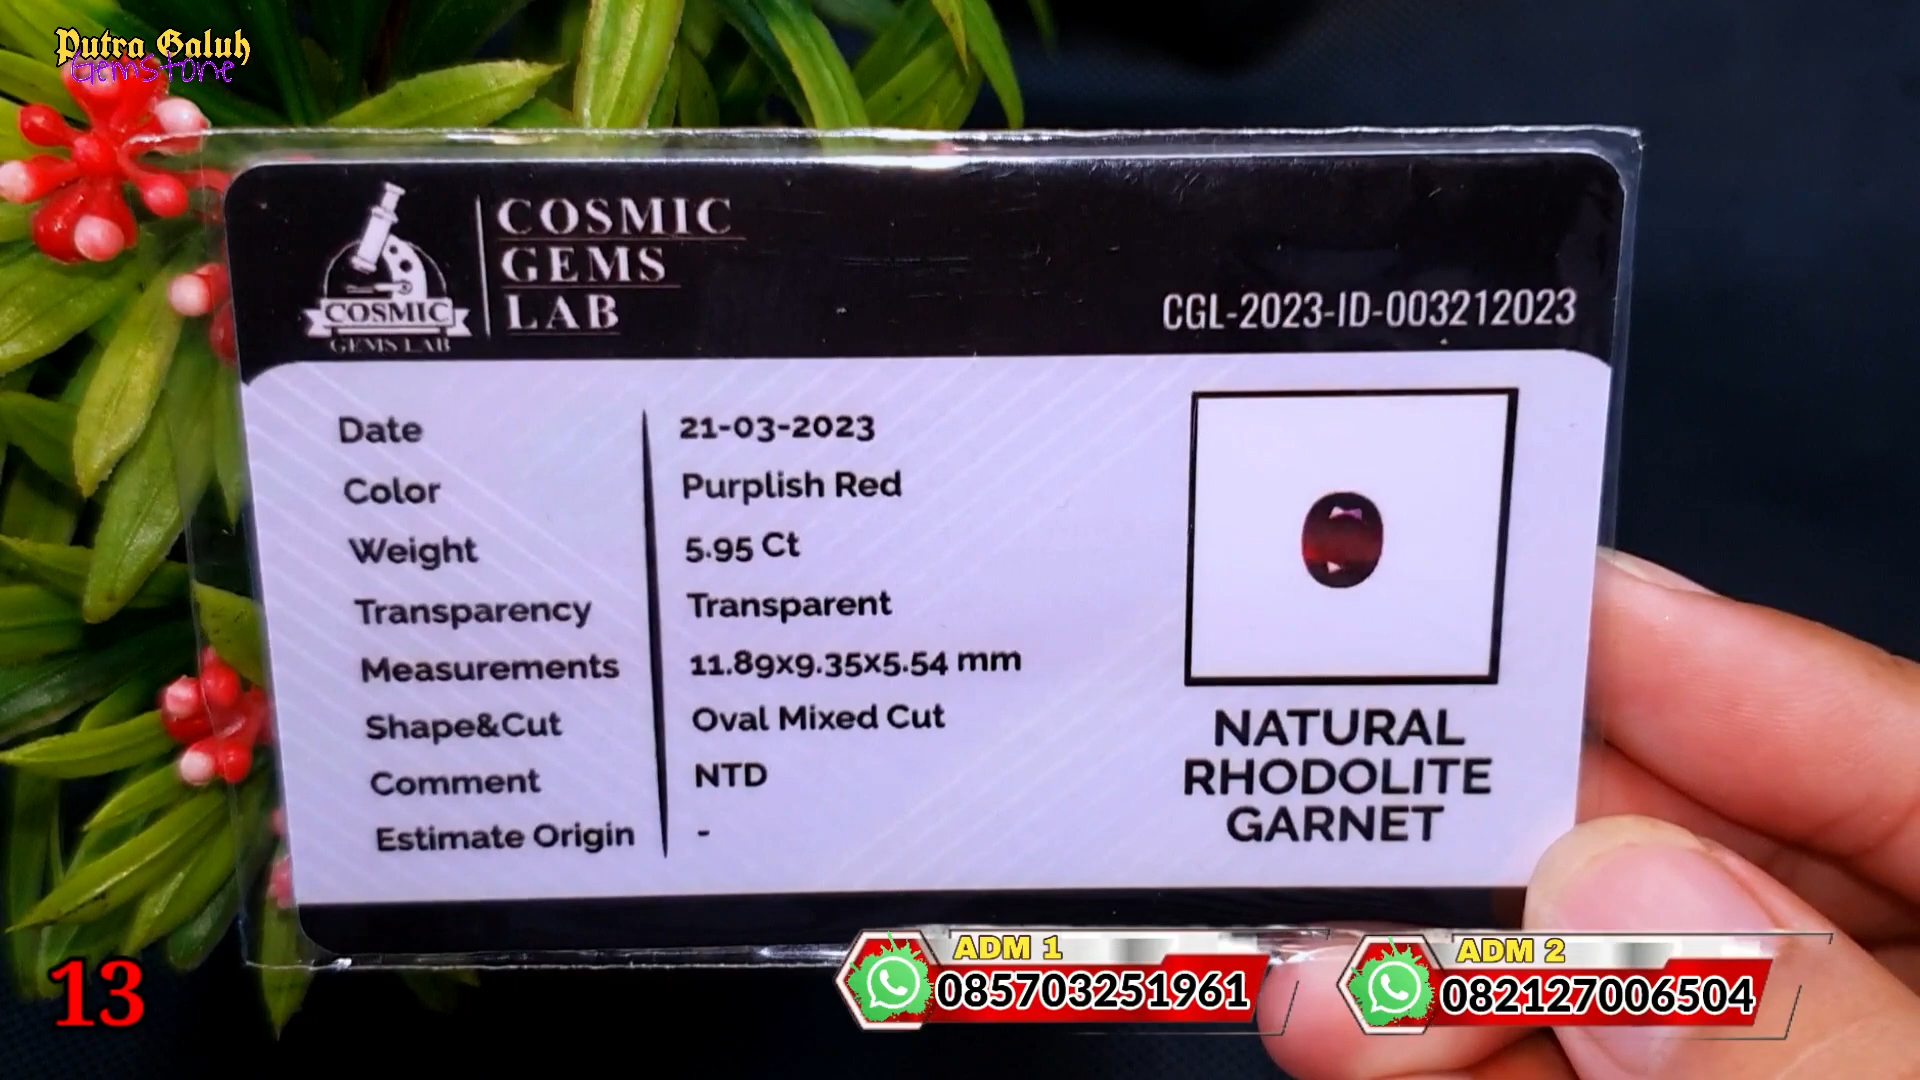 Putra Galuh
GemStone
COSMIC
GEMS LAB
COSMIC
GEMS
LAB
CGL-2023-ID-003212023
Date 21-03-2023
Color Purplish Red
Weight 5.95 Ct
Transparency Transparent
Measurements 11.89x9.35x5.54 mm
Shape&Cut Oval Mixed Cut
Comment NTD
Estimate Origin -
NATURAL
RHODOLITE
GARNET
13
ADM 1
085703251961
ADM 2
082127006504